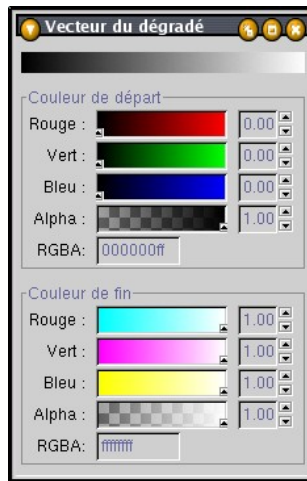 Vecteur du dégradé
Couleur de départ
Rouge : 0.00
Vert : 0.00
Bleu : 0.00
Alpha : 1.00
RGBA: 000000ff
Couleur de fin
Rouge : 1.00
Vert : 1.00
Bleu : 1.00
Alpha : 1.00
RGBA: ffffffff